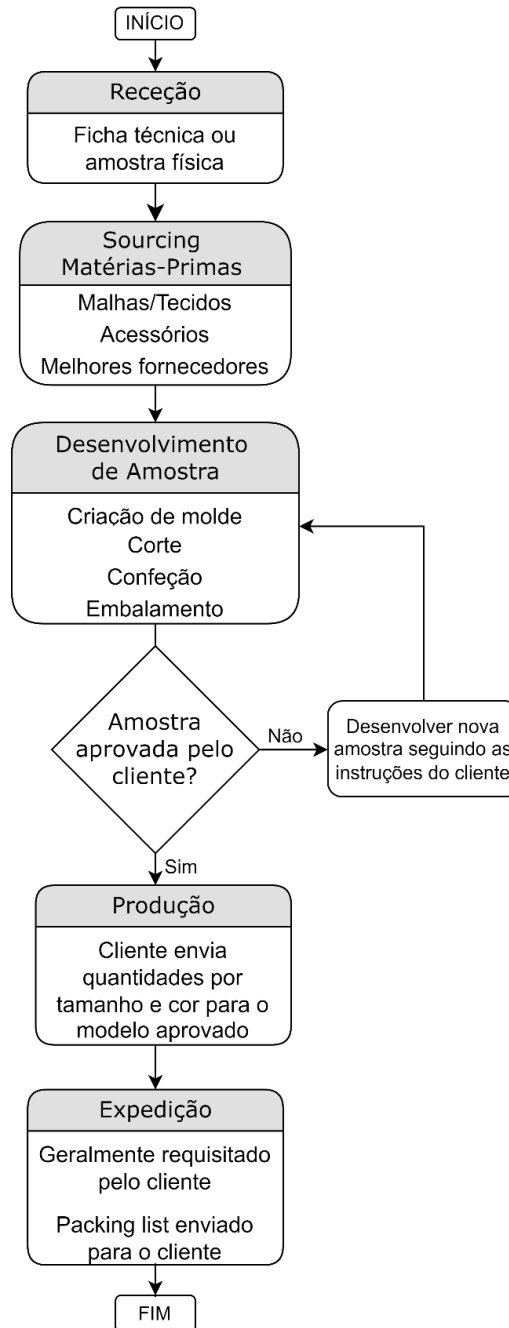 INÍCIO
Receção
Ficha técnica ou
amostra física
Sourcing
Matérias-Primas
Malhas/Tecidos
Acessórios
Melhores fornecedores
Desenvolvimento
de Amostra
Criação de molde
Corte
Confeção
Embalamento
Amostra
aprovada pelo
cliente?
Não
Desenvolver nova
amostra seguindo as
instruções do cliente
Sim
Produção
Cliente envia
quantidades por
tamanho e cor para o
modelo aprovado
Expedição
Geralmente requisitado
pelo cliente
Packing list enviado
para o cliente
FIM